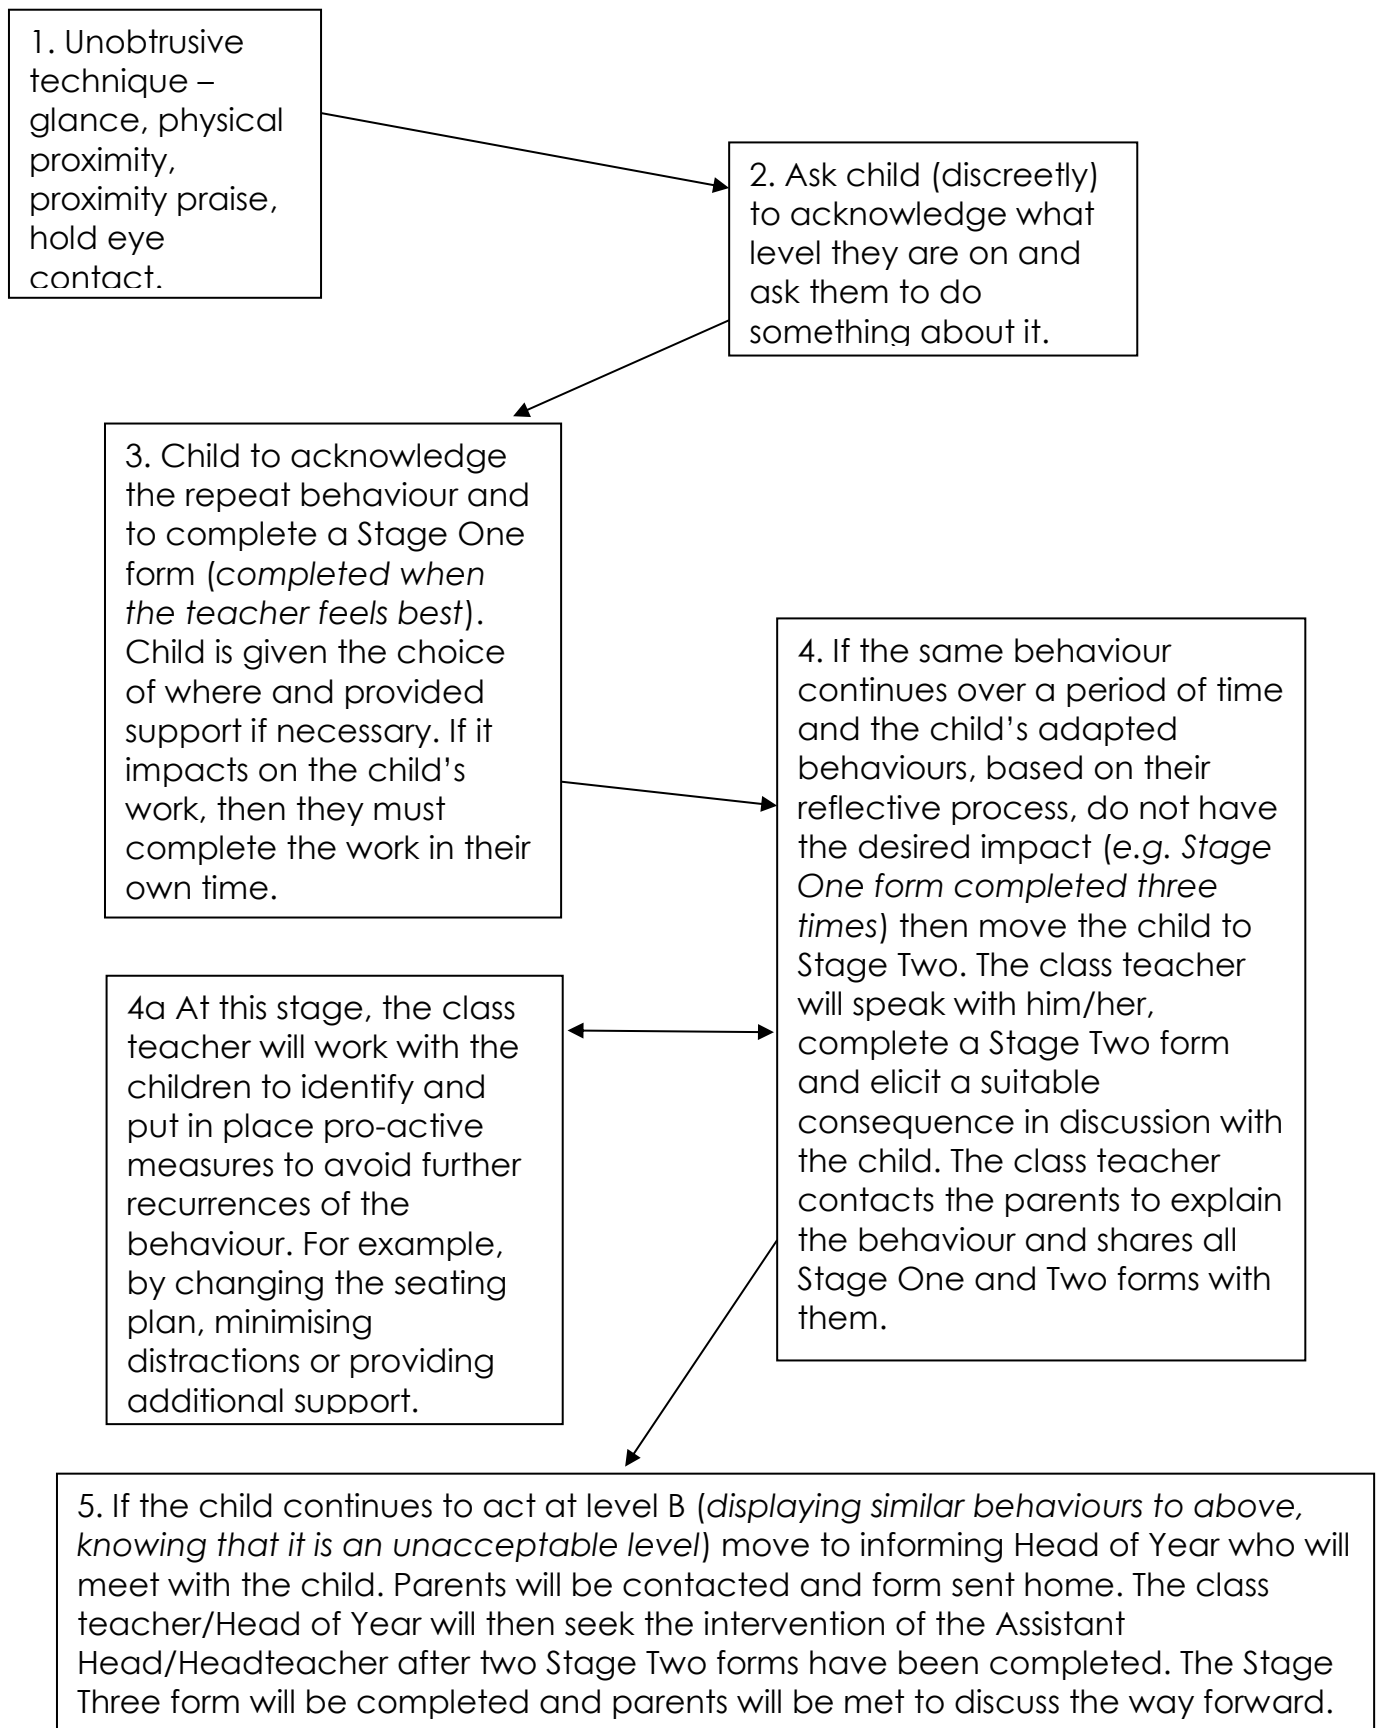 1. Unobtrusive
technique –
glance, physical
proximity,
proximity praise,
hold eye
contact.
2. Ask child (discreetly)
to acknowledge what
level they are on and
ask them to do
something about it.
3. Child to acknowledge
the repeat behaviour and
to complete a Stage One
form (completed when
the teacher feels best).
Child is given the choice
of where and provided
support if necessary. If it
impacts on the child’s
work, then they must
complete the work in their
own time.
4. If the same behaviour
continues over a period of time
and the child’s adapted
behaviours, based on their
reflective process, do not have
the desired impact (e.g. Stage
One form completed three
times) then move the child to
Stage Two. The class teacher
will speak with him/her,
complete a Stage Two form
and elicit a suitable
consequence in discussion with
the child. The class teacher
contacts the parents to explain
the behaviour and shares all
Stage One and Two forms with
them.
4a At this stage, the class
teacher will work with the
children to identify and
put in place pro-active
measures to avoid further
recurrences of the
behaviour. For example,
by changing the seating
plan, minimising
distractions or providing
additional support.
5. If the child continues to act at level B (displaying similar behaviours to above,
knowing that it is an unacceptable level) move to informing Head of Year who will
meet with the child. Parents will be contacted and form sent home. The class
teacher/Head of Year will then seek the intervention of the Assistant
Head/Headteacher after two Stage Two forms have been completed. The Stage
Three form will be completed and parents will be met to discuss the way forward.